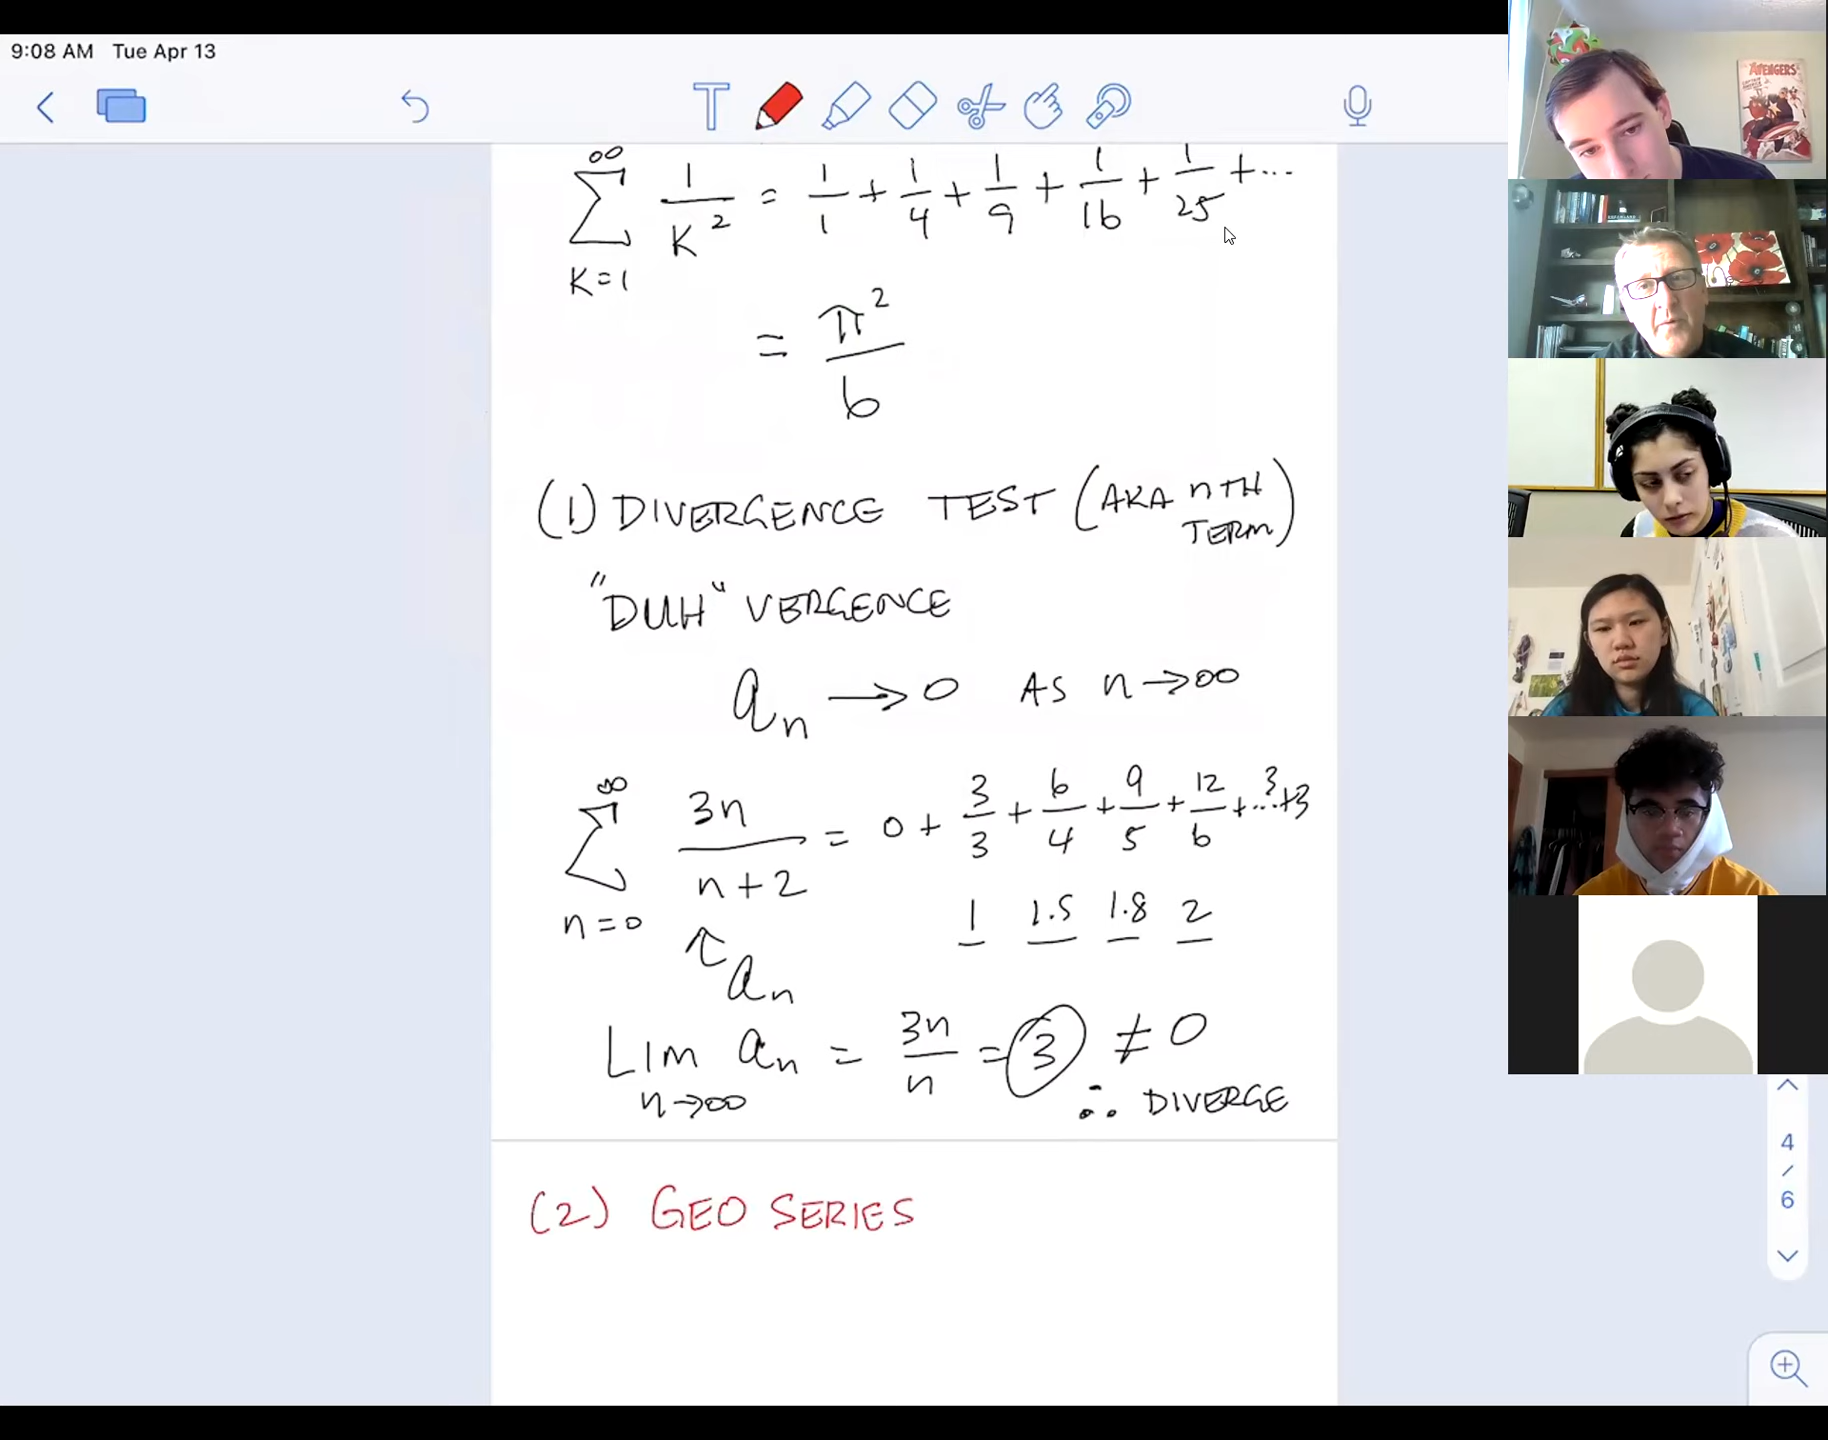 9:08 AM Tue Apr 13
AVENGERS
∞
∑ 1/K² = 1/1 + 1/4 + 1/9 + 1/16 + 1/25 + ...
K=1
= π²/6
(1) DIVERGENCE TEST (AKA nTH TERM)
"DUH" VERGENCE
aₙ → 0 AS n→∞
∞
∑ 3n/(n+2) = 0 + 3/3 + 6/4 + 9/5 + 12/6 + ... 3 + 3
n=0
1 1.5 1.8 2
aₙ
LIM aₙ = 3n/n = 3 ≠ 0
n→∞ ∴ DIVERGE
(2) GEO SERIES
4
/
6